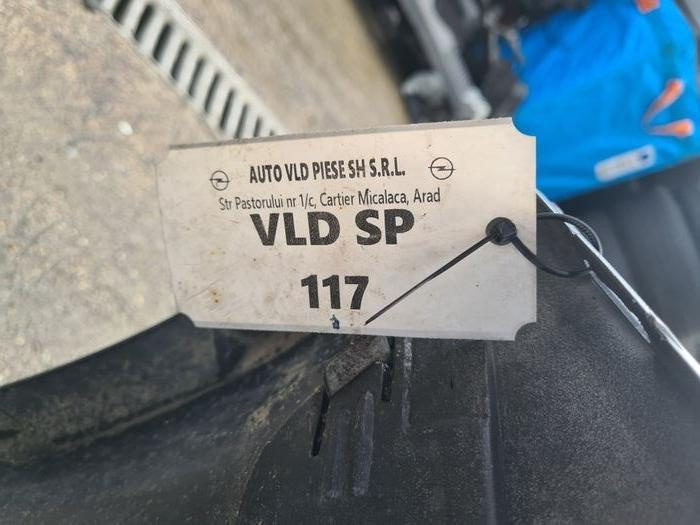 AUTO VLD PIESE SH S.R.L.
Str Pastorului nr 1/c, Cartier Micalaca, Arad
VLD SP
117